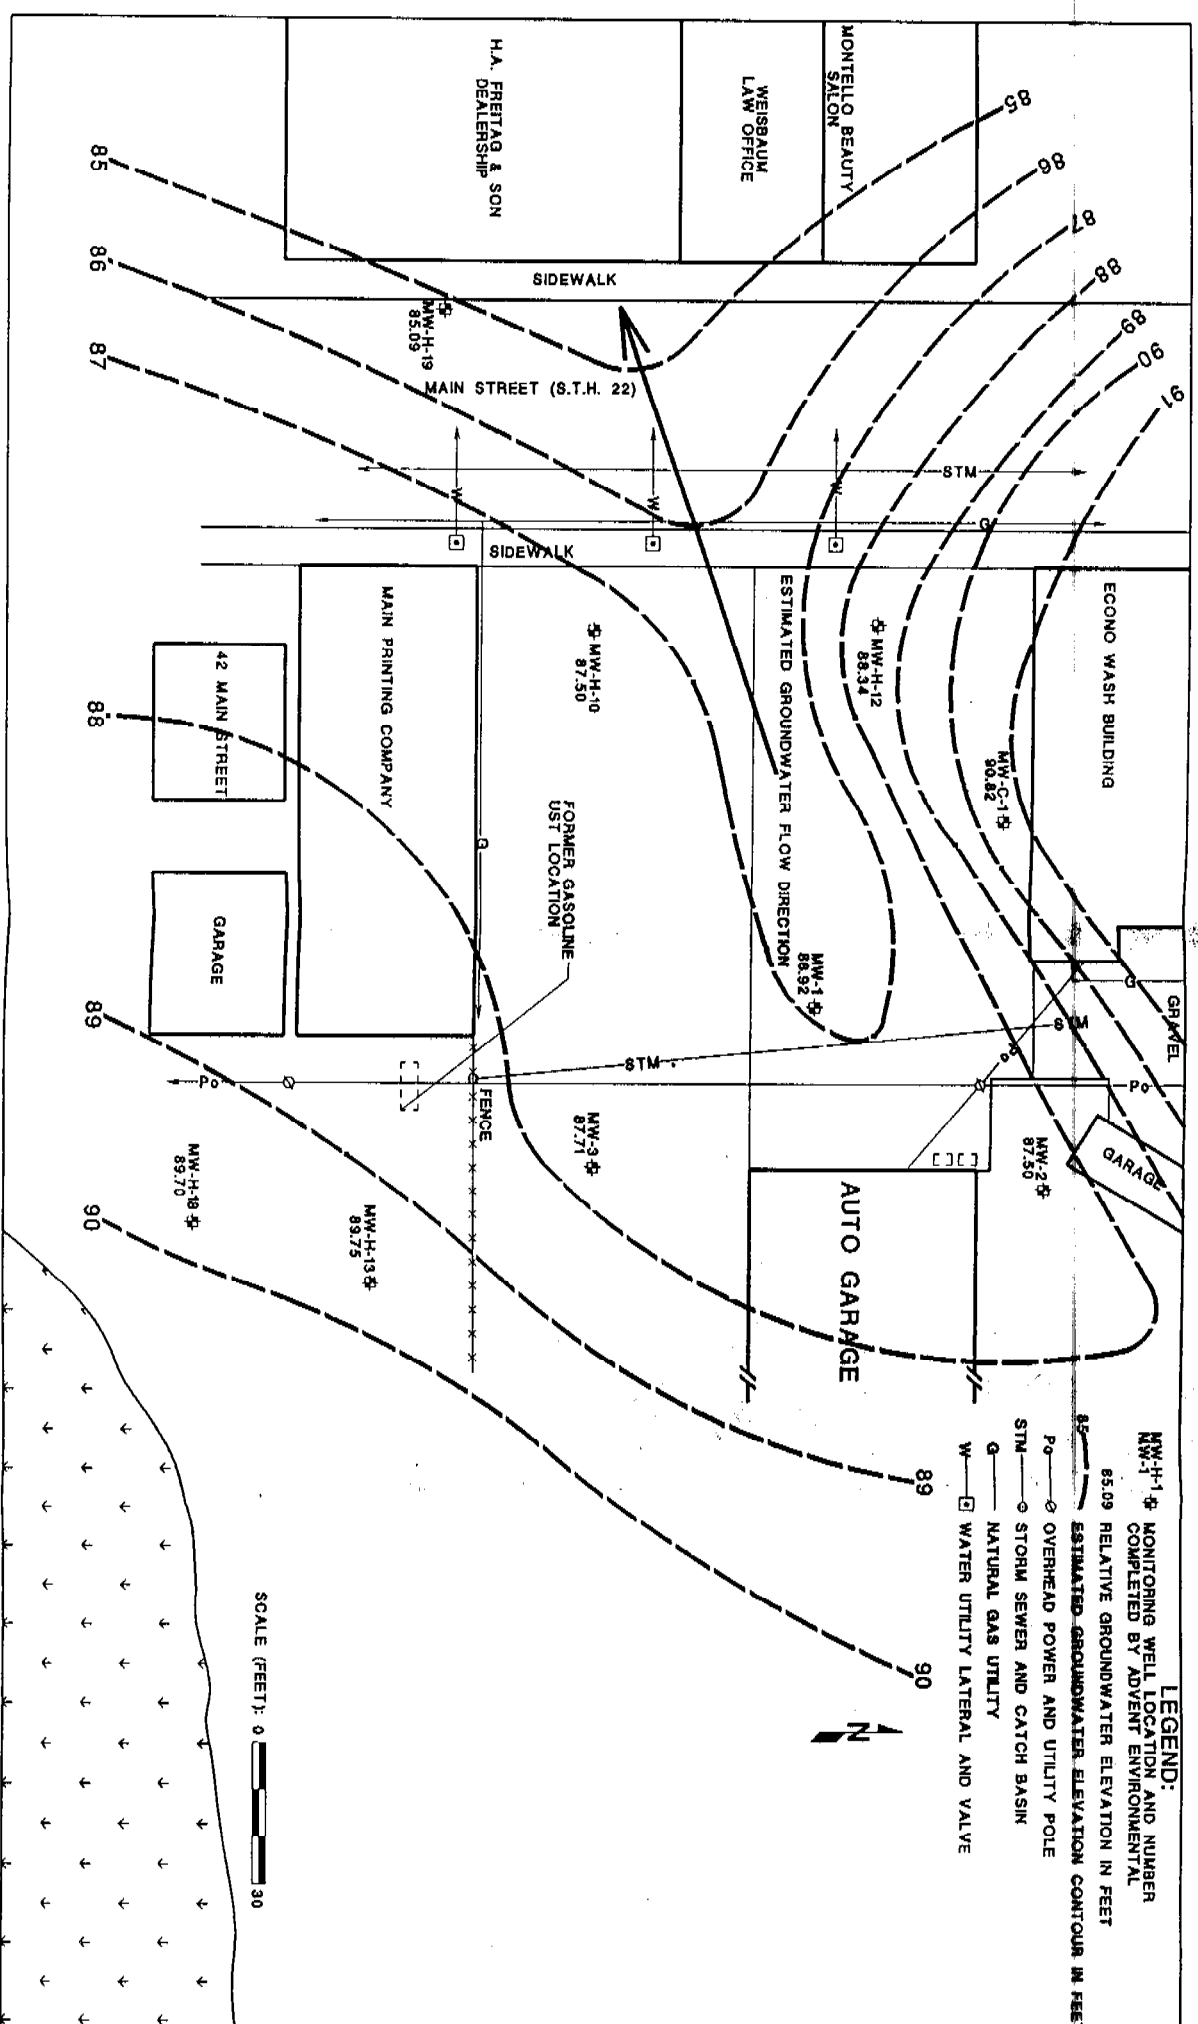 H.A. FREITAG & SON
DEALERSHIP
WEISBAUM
LAW OFFICE
MONTELLO BEAUTY
SALON
85
86
87
88
89
90
91
85
86
87
88
89
90
89
90
SIDEWALK
MW-H-19
85.09
MAIN STREET (S.T.H. 22)
STM
W
W
W
G
SIDEWALK
42 MAIN STREET
MAIN PRINTING COMPANY
GARAGE
G
MW-H-10
87.50
ESTIMATED GROUNDWATER FLOW DIRECTION
MW-H-12
88.34
ECONO WASH BUILDING
MW-C-1
90.82
FORMER GASOLINE
UST LOCATION
MW-1
86.92
STM
STM
G
GRAVEL
Po
Po
FENCE
MW-3
87.71
MW-2
87.50
GARAGE
AUTO GARAGE
MW-H-18
89.70
MW-H-13
89.75
LEGEND:
MW-H-1
MW-1
MONITORING WELL LOCATION AND NUMBER
COMPLETED BY ADVENT ENVIRONMENTAL
85.09 RELATIVE GROUNDWATER ELEVATION IN FEET
85 ESTIMATED GROUNDWATER ELEVATION CONTOUR IN FEET
Po OVERHEAD POWER AND UTILITY POLE
STM STORM SEWER AND CATCH BASIN
G NATURAL GAS UTILITY
W WATER UTILITY LATERAL AND VALVE
N
SCALE (FEET): 0 30